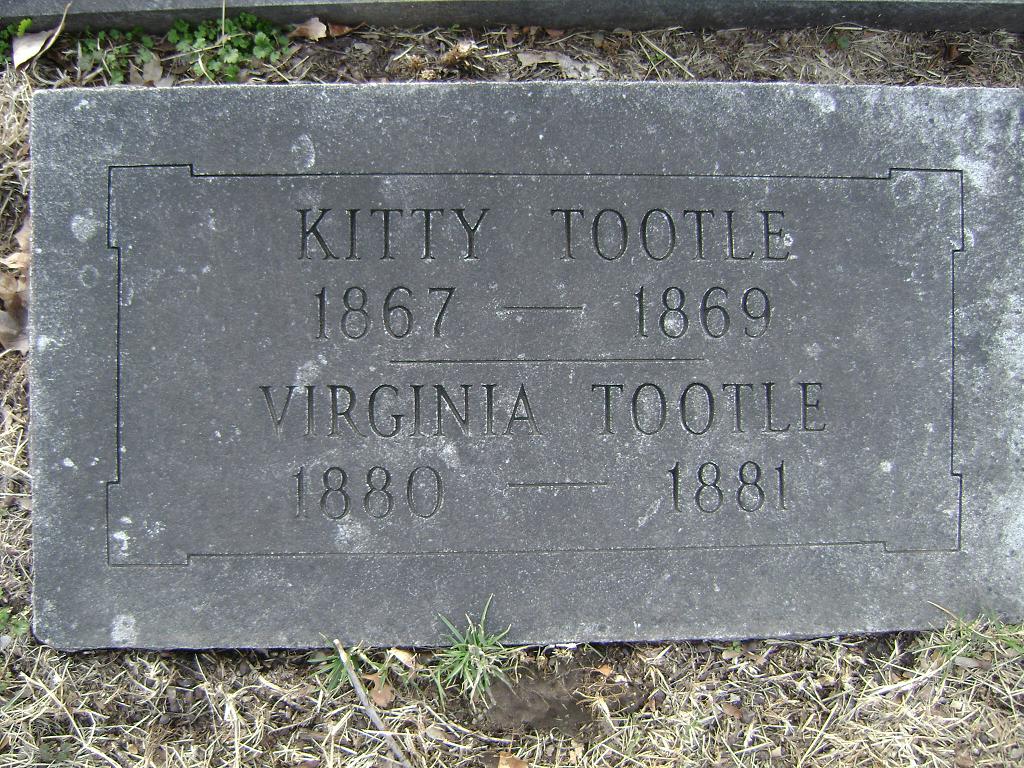 KITTY TOOTLE
1867 — 1869
VIRGINIA TOOTLE
1880 — 1881